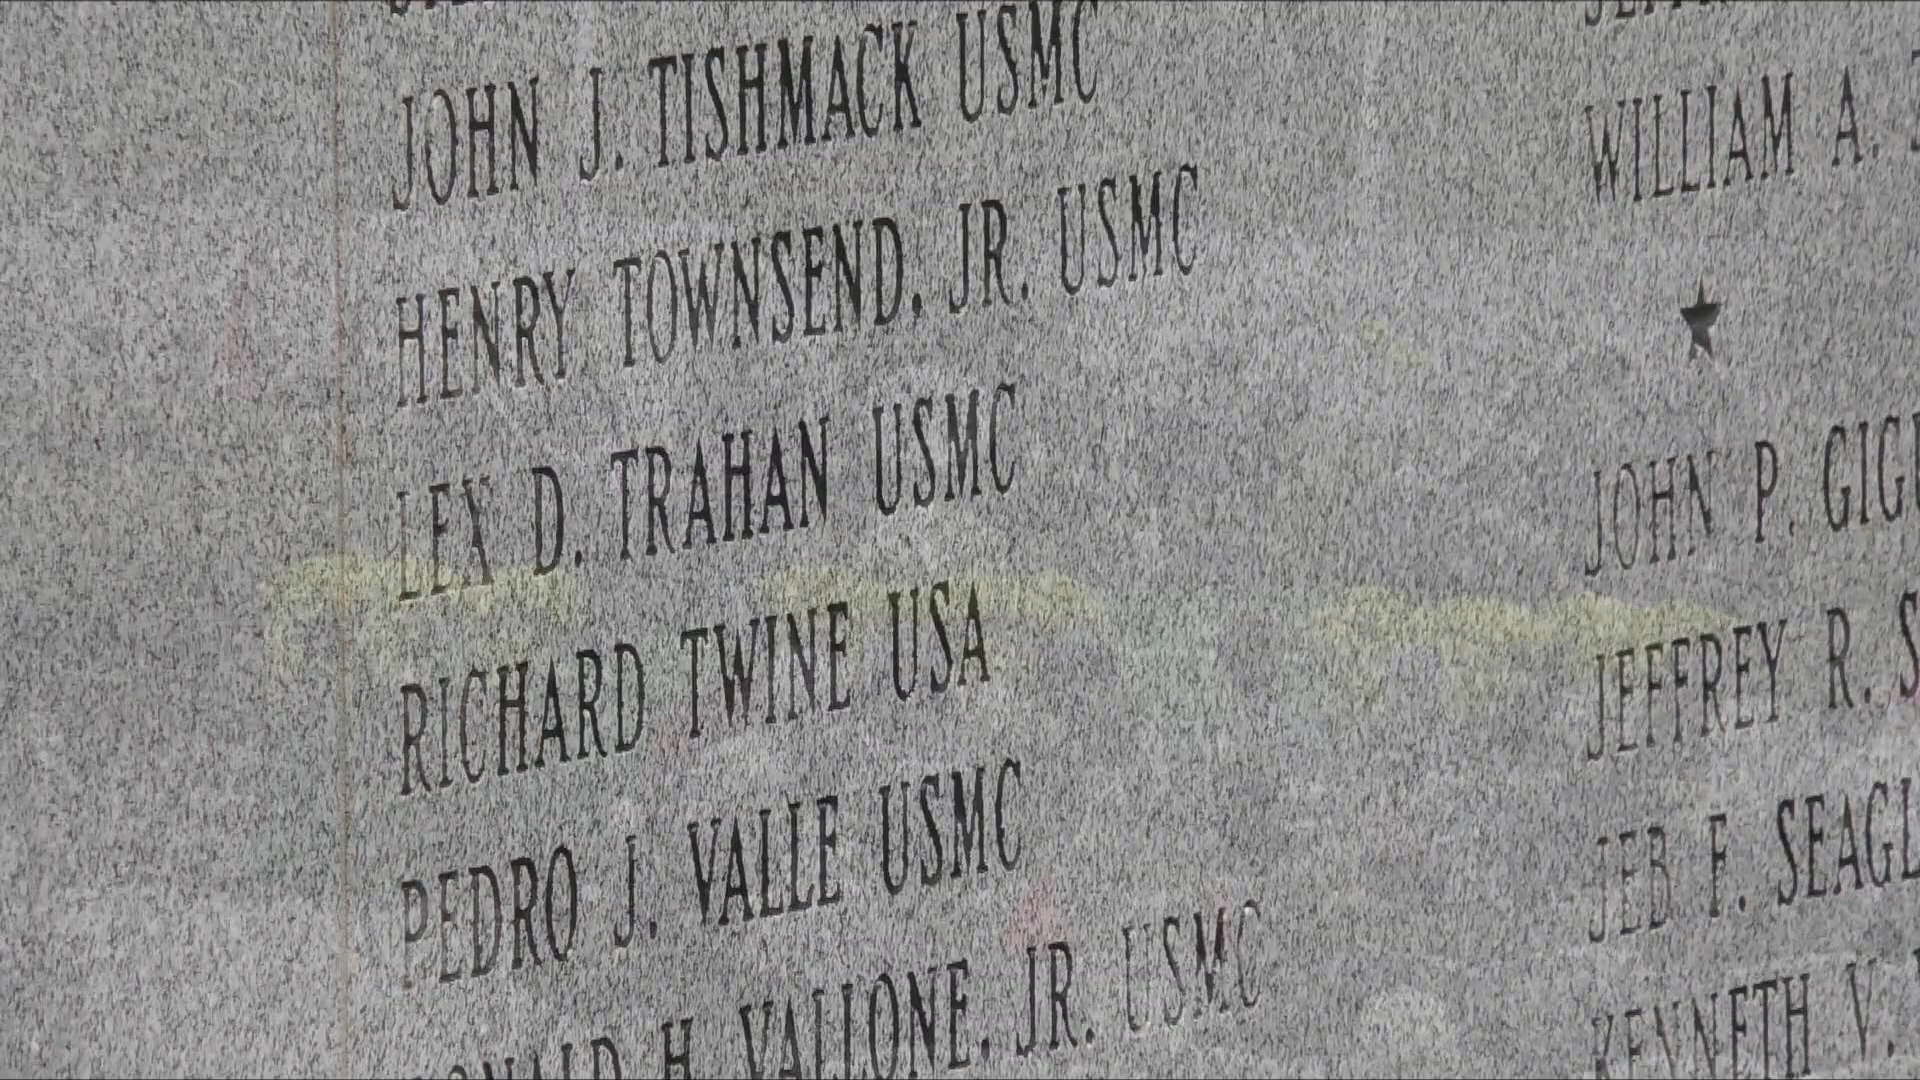 JOHN J. TISHMACK USMC
HENRY TOWNSEND, JR. USMC
LEX D. TRAHAN USMC
RICHARD TWINE USA
PEDRO J. VALLE USMC
H. VALLONE, JR. USMC
WILLIAM A.
JOHN P.
JEFFREY R.
JEB F.
KENNETH V.